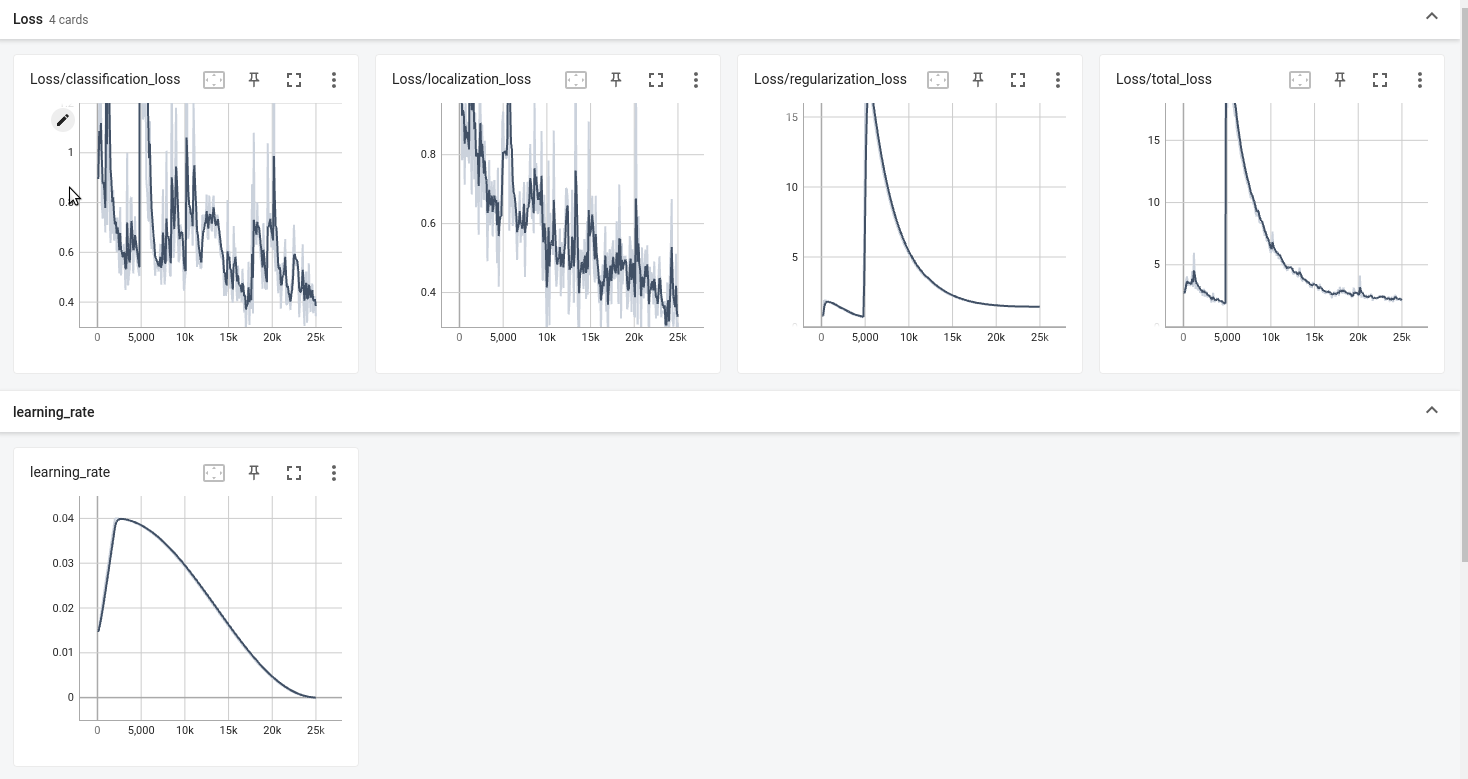 Loss 4 cards
Loss/classification_loss
1
0.8
0.6
0.4
0 5,000 10k 15k 20k 25k
Loss/localization_loss
0.8
0.6
0.4
0 5,000 10k 15k 20k 25k
Loss/regularization_loss
15
10
5
0 5,000 10k 15k 20k 25k
Loss/total_loss
15
10
5
0 5,000 10k 15k 20k 25k
learning_rate
learning_rate
0.04
0.03
0.02
0.01
0
0 5,000 10k 15k 20k 25k